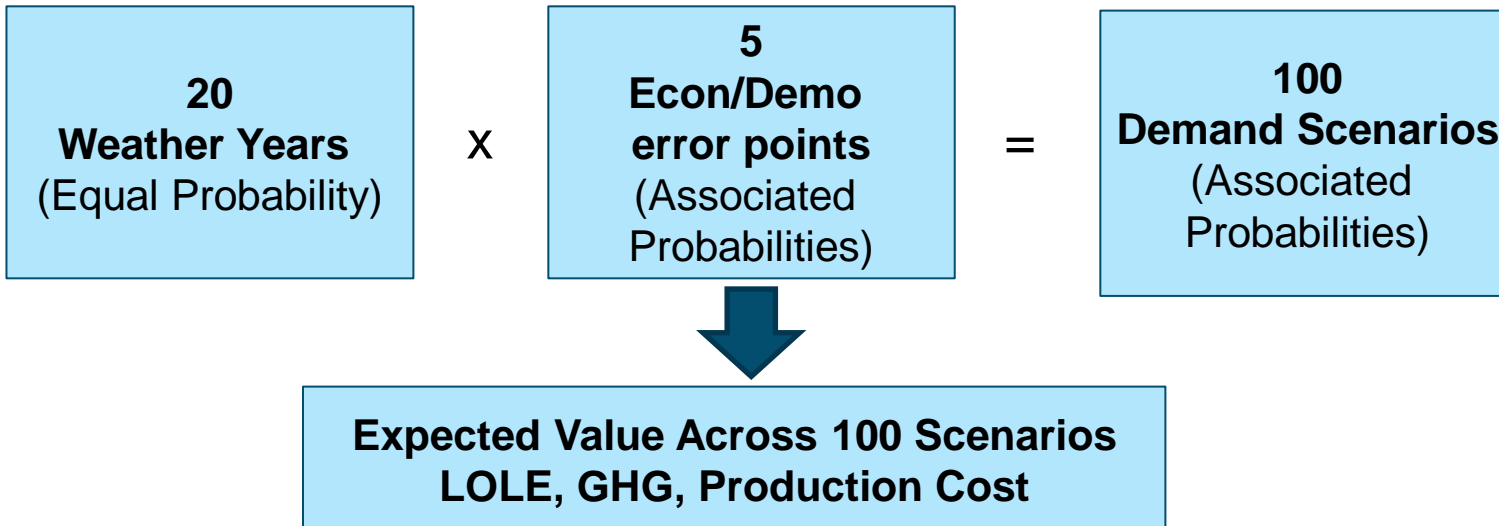 20
Weather Years
(Equal Probability)
x
5
Econ/Demo
error points
(Associated
Probabilities)
=
100
Demand Scenarios
(Associated
Probabilities)
Expected Value Across 100 Scenarios
LOLE, GHG, Production Cost